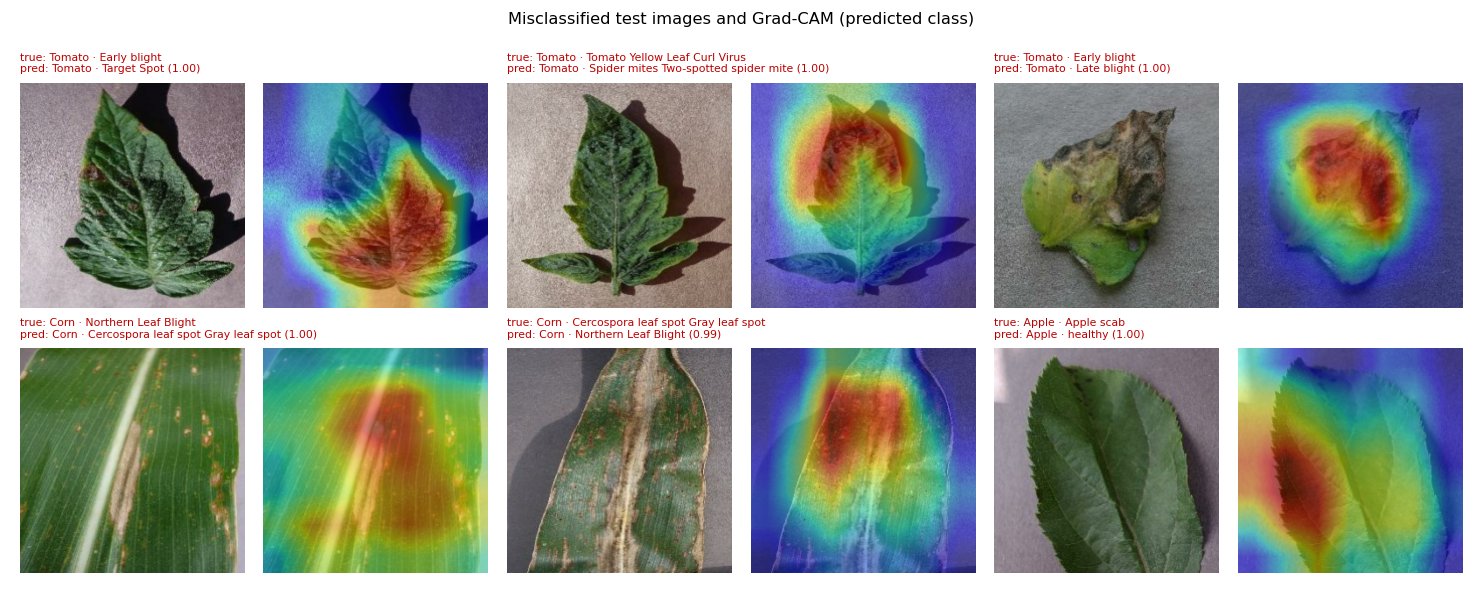 Misclassified test images and Grad-CAM (predicted class)
true: Tomato · Early blight
pred: Tomato · Target Spot (1.00)
true: Tomato · Tomato Yellow Leaf Curl Virus
pred: Tomato · Spider mites Two-spotted spider mite (1.00)
true: Tomato · Early blight
pred: Tomato · Late blight (1.00)
true: Corn · Northern Leaf Blight
pred: Corn · Cercospora leaf spot Gray leaf spot (1.00)
true: Corn · Cercospora leaf spot Gray leaf spot
pred: Corn · Northern Leaf Blight (0.99)
true: Apple · Apple scab
pred: Apple · healthy (1.00)